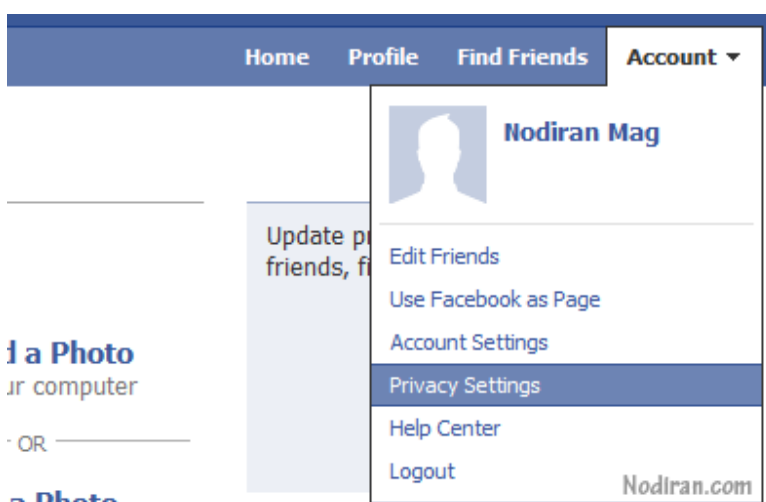 Home Profile Find Friends Account
Nodiran Mag
Update
friends,
Edit Friends
Use Facebook as Page
Account Settings
a Photo
Privacy Settings
computer
Help Center
OR
Logout
a Photo
Nodiran.com